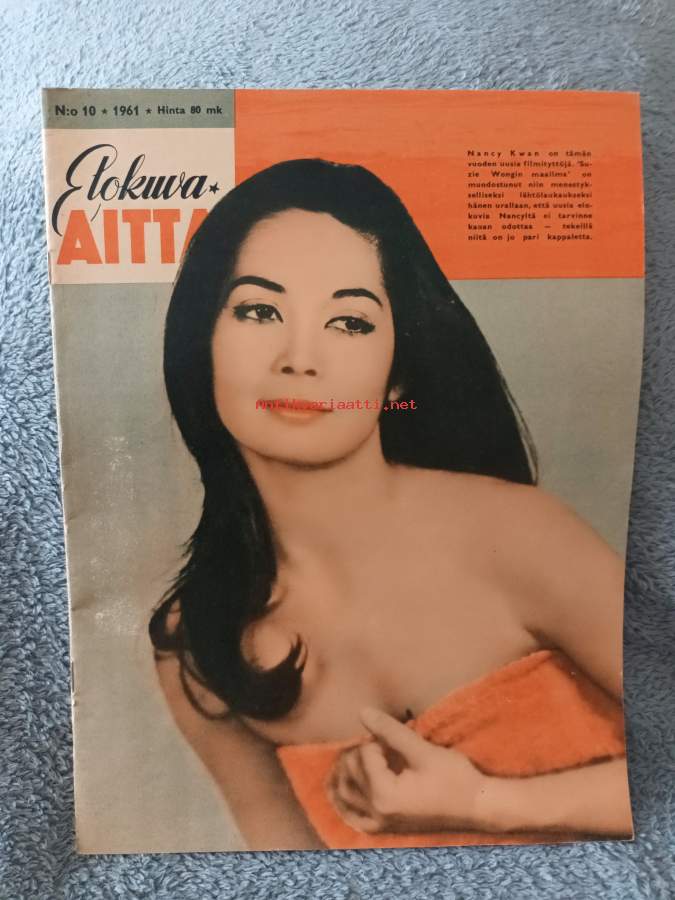 N:o 10 ★ 1961 ★ Hinta 80 mk
Elokuva★
AITTA
Nancy Kwan on tämän
vuoden uusia filmityttöjä. 'Su-
zie Wongin maailma' on
muodostunut niin menestyk-
selliseksi lähtölaukaukseksi
hänen urallaan, että uusia elo-
kuvia Nancyltä ei tarvinne
kauan odottaa — tekeillä
niitä on jo pari kappaletta.
Antikvariaatti.net